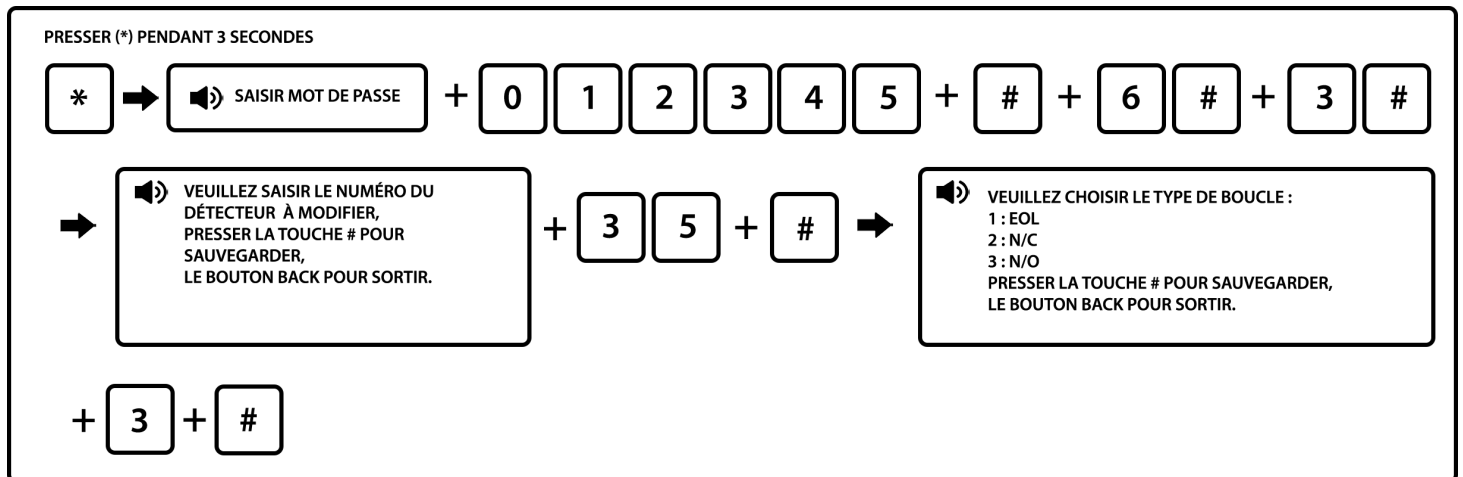 PRESSER (*) PENDANT 3 SECONDES
* SAISIR MOT DE PASSE + 0 1 2 3 4 5 + # + 6 # + 3 #
VEUILLEZ SAISIR LE NUMÉRO DU
DÉTECTEUR À MODIFIER,
PRESSER LA TOUCHE # POUR
SAUVEGARDER,
LE BOUTON BACK POUR SORTIR.
+ 3 5 + #
VEUILLEZ CHOISIR LE TYPE DE BOUCLE :
1 : EOL
2 : N/C
3 : N/O
PRESSER LA TOUCHE # POUR SAUVEGARDER,
LE BOUTON BACK POUR SORTIR.
+ 3 + #